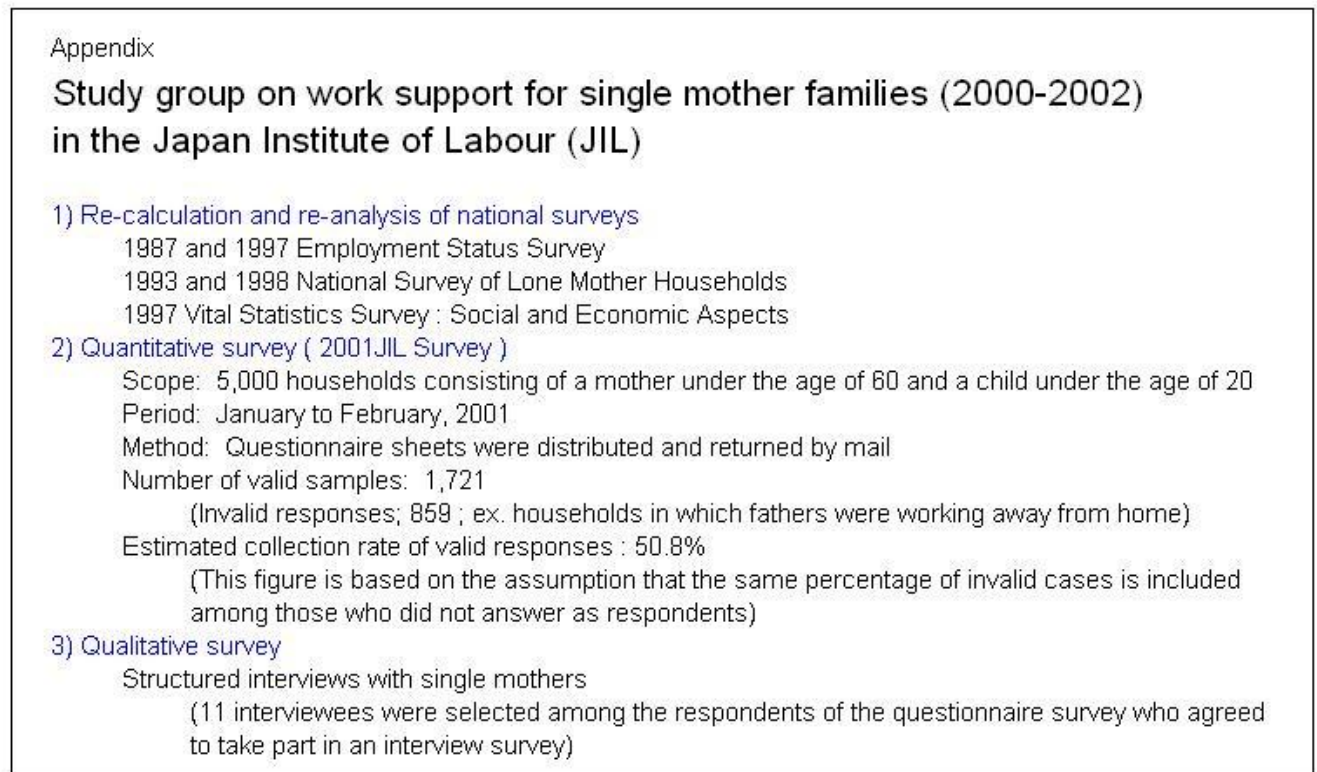 Appendix
Study group on work support for single mother families (2000-2002)
in the Japan Institute of Labour (JIL)
1) Re-calculation and re-analysis of national surveys
1987 and 1997 Employment Status Survey
1993 and 1998 National Survey of Lone Mother Households
1997 Vital Statistics Survey : Social and Economic Aspects
2) Quantitative survey ( 2001JIL Survey )
Scope: 5,000 households consisting of a mother under the age of 60 and a child under the age of 20
Period: January to February, 2001
Method: Questionnaire sheets were distributed and returned by mail
Number of valid samples: 1,721
(Invalid responses; 859 ; ex. households in which fathers were working away from home)
Estimated collection rate of valid responses : 50.8%
(This figure is based on the assumption that the same percentage of invalid cases is included
among those who did not answer as respondents)
3) Qualitative survey
Structured interviews with single mothers
(11 interviewees were selected among the respondents of the questionnaire survey who agreed
to take part in an interview survey)